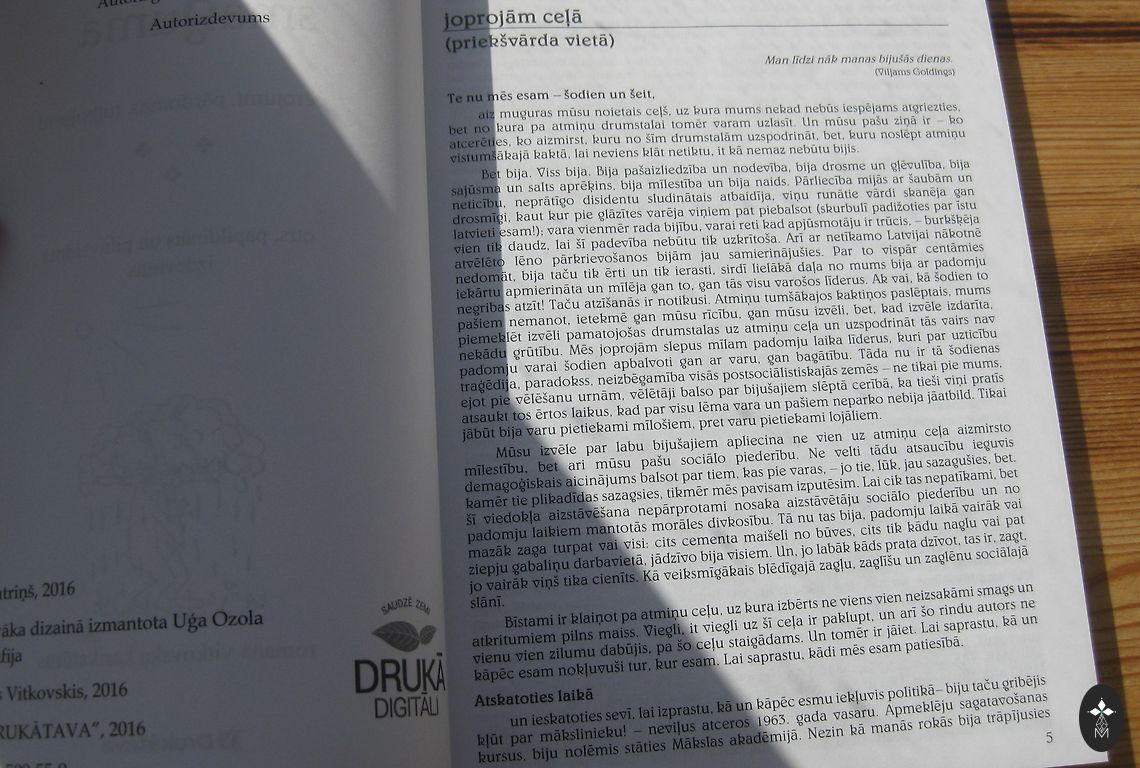 Autorizdevums
utriņš, 2016
vāka dizainā izmantota Uģa Ozola
fija
s Vitkovskis, 2016
RUKĀTAVA”, 2016
SAUDZĒ ZEMI
DRUKĀ
DIGITĀLI
joprojām ceļā
(priekšvārda vietā)
Man līdzi nāk manas bijušās dienas.
(Viljams Goldings)
Te nu mēs esam – šodien un šeit,
aiz muguras mūsu noietais ceļš, uz kura mums nekad nebūs iespējams atgriezties,
bet no kura pa atmiņu drumstalai tomēr varam uzlasīt. Un mūsu pašu ziņā ir – ko
atcerēties, ko aizmirst, kuru no šīm drumstalām uzspodrināt, bet, kuru noslēpt atmiņu
vistumšākajā kaktā, lai neviens klāt netiktu, it kā nemaz nebūtu bijis.
Bet bija. Viss bija. Bija pašaizliedzība un nodevība, bija drosme un gļēvulība, bija
sajūsma un salts aprēķins, bija mīlestība un bija naids. Pārliecība mijās ar šaubām un
neticību, neprātīgo disidentu sludinātais atbaidīja, viņu runātie vārdi skanēja gan
drosmīgi, kaut kur pie glāzītes varēja viņiem pat piebalsot (skurbulī padižoties par īstu
latvieti esam!); vara vienmēr rada bijību, varai reti kad apjūsmotāju ir trūcis, – burkšķēja
vien tik daudz, lai šī padevība nebūtu tik uzkrītoša. Arī ar netīkamo Latvijai nākotnē
atvēlēto lēno pārkrievošanos bijām jau samierinājušies. Par to vispār centāmies
nedomāt, bija taču tik ērti un tik ierasti, sirdī lielākā daļa no mums bija ar padomju
iekārtu apmierināta un mīlēja gan to, gan tās visu varošos līderus. Ak vai, kā šodien to
negribas atzīt! Taču atzīšanās ir notikusi. Atmiņu tumšākajos kaktiņos paslēptais, mums
pašiem nemanot, ietekmē gan mūsu rīcību, gan mūsu izvēli, bet, kad izvēle izdarīta,
piemeklēt izvēli pamatojošas drumstalas uz atmiņu ceļa un uzspodrināt tās vairs nav
nekādu grūtību. Mēs joprojām slepus mīlam padomju laika līderus, kuri par uzticību
padomju varai šodien apbalvoti gan ar varu, gan bagātību. Tāda nu ir tā šodienas
traģēdija, paradokss, neizbēgamība visās postsociālistiskajās zemēs – ne tikai pie mums,
ejot pie vēlēšanu urnām, vēlētāji balso par bijušajiem slēptā cerībā, ka tieši viņi pratīs
atsaukt tos ērtos laikus, kad par visu lēma vara un pašiem neparko nebija jāatbild. Tikai
jābūt bija varu pietiekami mīlošiem, pret varu pietiekami lojāliem.
Mūsu izvēle par labu bijušajiem apliecina ne vien uz atmiņu ceļa aizmirsto
mīlestību, bet arī mūsu pašu sociālo piederību. Ne velti tādu atsaucību ieguvis
demagoģiskais aicinājums balsot par tiem, kas pie varas, – jo tie, lūk, jau sazagušies, bet,
kamēr tie plikadīdas sazagsies, tikmēr mēs pavisam izputēsim. Lai cik tas nepatīkami, bet
šī viedokļa aizstāvēšana nepārprotami nosaka aizstāvētāju sociālo piederību un no
padomju laikiem mantotās morāles divkosību. Tā nu tas bija, padomju laikā vairāk vai
mazāk zaga turpat vai visi: cits cementa maišeli no būves, cits tik kādu naglu vai pat
ziepju gabaliņu darbavietā, jādzīvo bija visiem. Un, jo labāk kāds prata dzīvot, tas ir, zagt,
jo vairāk viņš tika cienīts. Kā veiksmīgākais blēdīgajā zagļu, zaglīšu un zaglēnu sociālajā
slānī.
Bīstami ir klaiņot pa atmiņu ceļu, uz kura izbērts ne viens vien neizsakāmi smags un
atkritumiem pilns maiss. Viegli, it viegli uz šī ceļa ir paklupt, un arī šo rindu autors ne
vienu vien zilumu dabūjis, pa šo ceļu staigādams. Un tomēr ir jāiet. Lai saprastu, kā un
kāpēc esam nokļuvuši tur, kur esam. Lai saprastu, kādi mēs esam patiesībā.
Atskatoties laikā
un ieskatoties sevī, lai izprastu, kā un kāpēc esmu iekļuvis politikā– biju taču gribējis
kļūt par mākslinieku! – neviļus atceros 1963. gada vasaru. Apmeklēju sagatavošanas
kursus, biju nolēmis stāties Mākslas akadēmijā. Nezin kā manās rokās bija trāpījusies
5